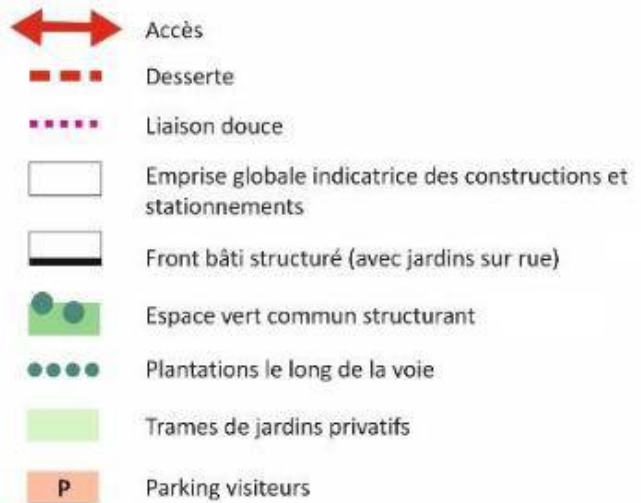 Accès
Desserte
Liaison douce
Emprise globale indicatrice des constructions et
stationnements
Front bâti structuré (avec jardins sur rue)
Espace vert commun structurant
Plantations le long de la voie
Trames de jardins privatifs
P Parking visiteurs